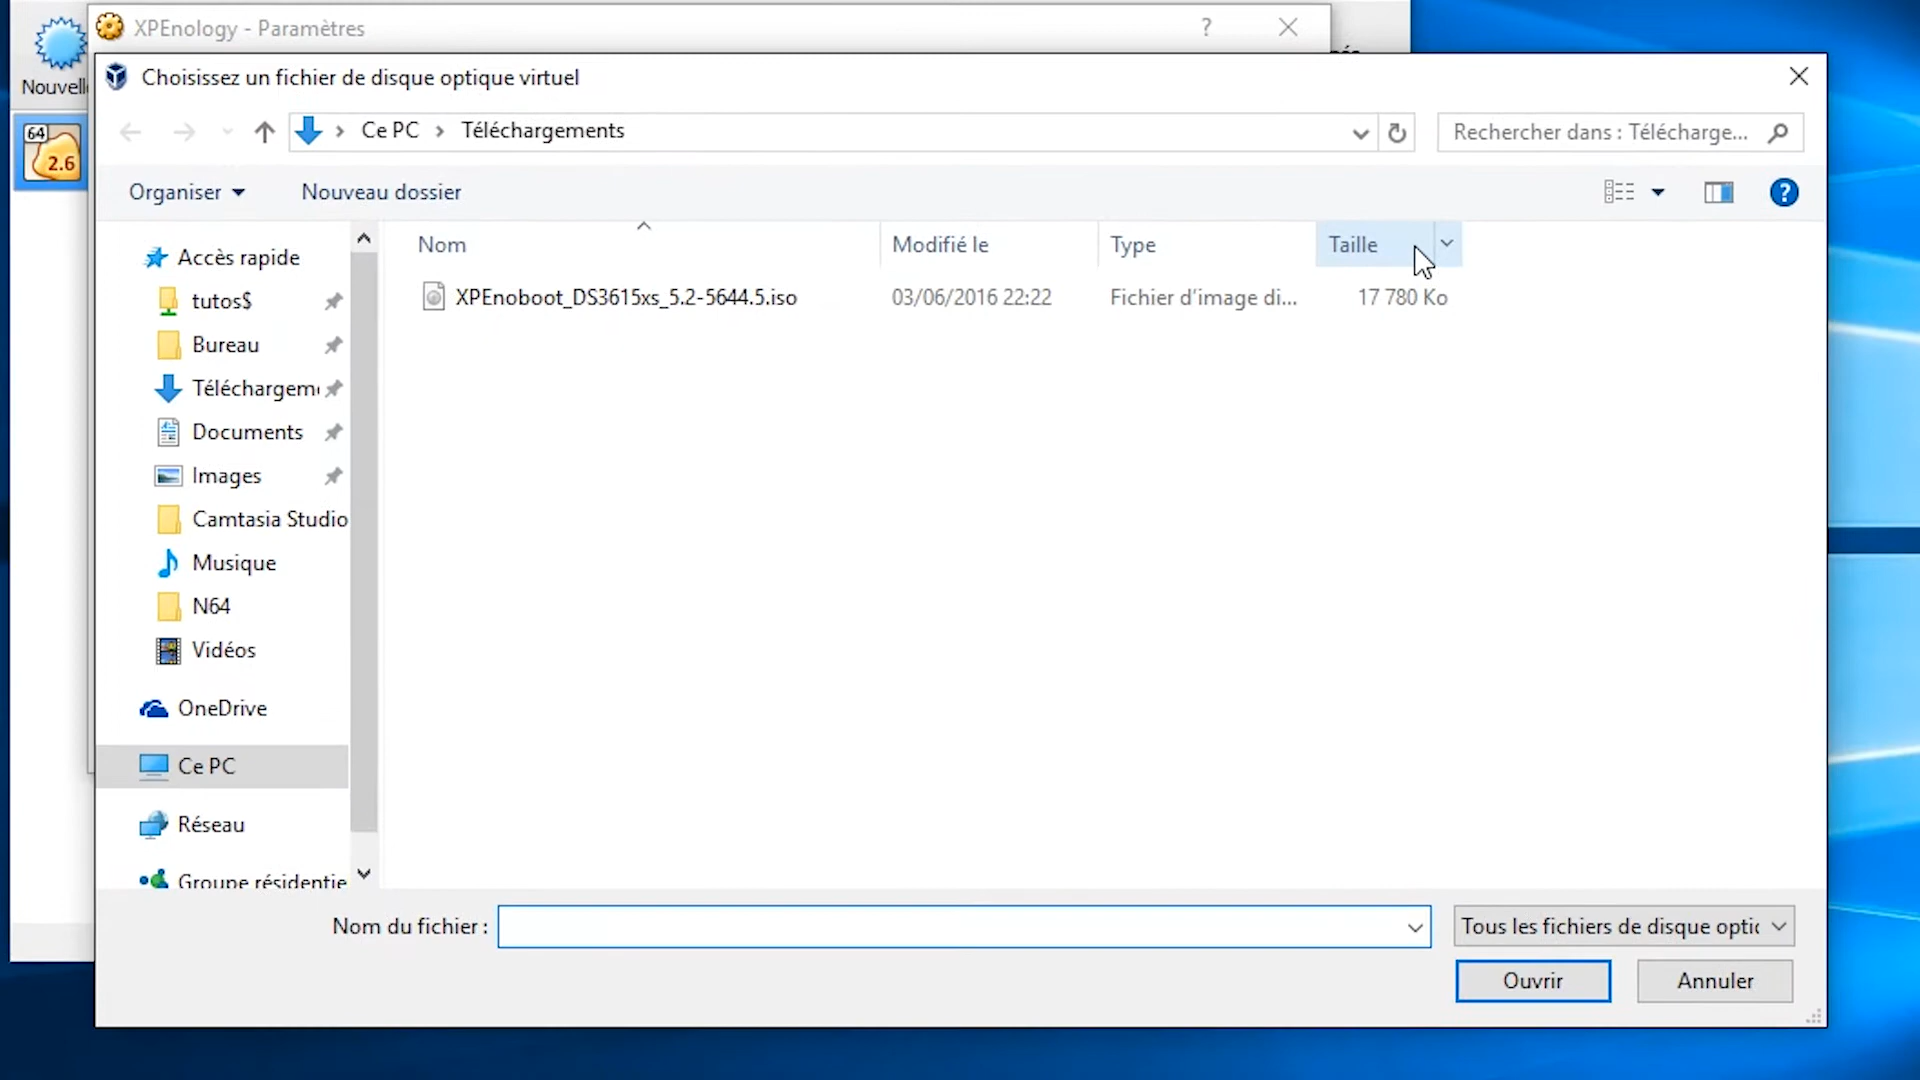 XPEnology - Paramètres
?
Nouvelle
Choisissez un fichier de disque optique virtuel
64
2.6
Ce PC
Téléchargements
Rechercher dans : Télécharge...
Organiser
Nouveau dossier
?
Nom
Modifié le
Type
Taille
XPEnoboot_DS3615xs_5.2-5644.5.iso
03/06/2016 22:22
Fichier d'image di...
17 780 Ko
Accès rapide
tutos$
Bureau
Téléchargem
Documents
Images
Camtasia Studio
Musique
N64
Vidéos
OneDrive
Ce PC
Réseau
Groupe résidentie
Nom du fichier :
Tous les fichiers de disque optic
Ouvrir
Annuler